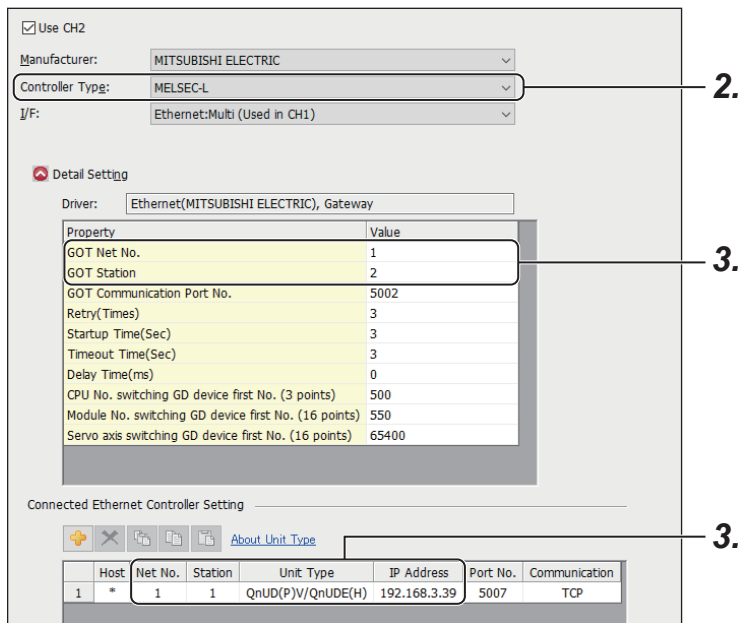 Use CH2
Manufacturer: MITSUBISHI ELECTRIC
Controller Type: MELSEC-L
2.
I/F: Ethernet:Multi (Used in CH1)
Detail Setting
Driver: Ethernet(MITSUBISHI ELECTRIC), Gateway
Property Value
GOT Net No. 1
3.
GOT Station 2
GOT Communication Port No. 5002
Retry(Times) 3
Startup Time(Sec) 3
Timeout Time(Sec) 3
Delay Time(ms) 0
CPU No. switching GD device first No. (3 points) 500
Module No. switching GD device first No. (16 points) 550
Servo axis switching GD device first No. (16 points) 65400
Connected Ethernet Controller Setting
About Unit Type
3.
Host Net No. Station Unit Type IP Address Port No. Communication
1 * 1 1 QnUD(P)V/QnUDE(H) 192.168.3.39 5007 TCP